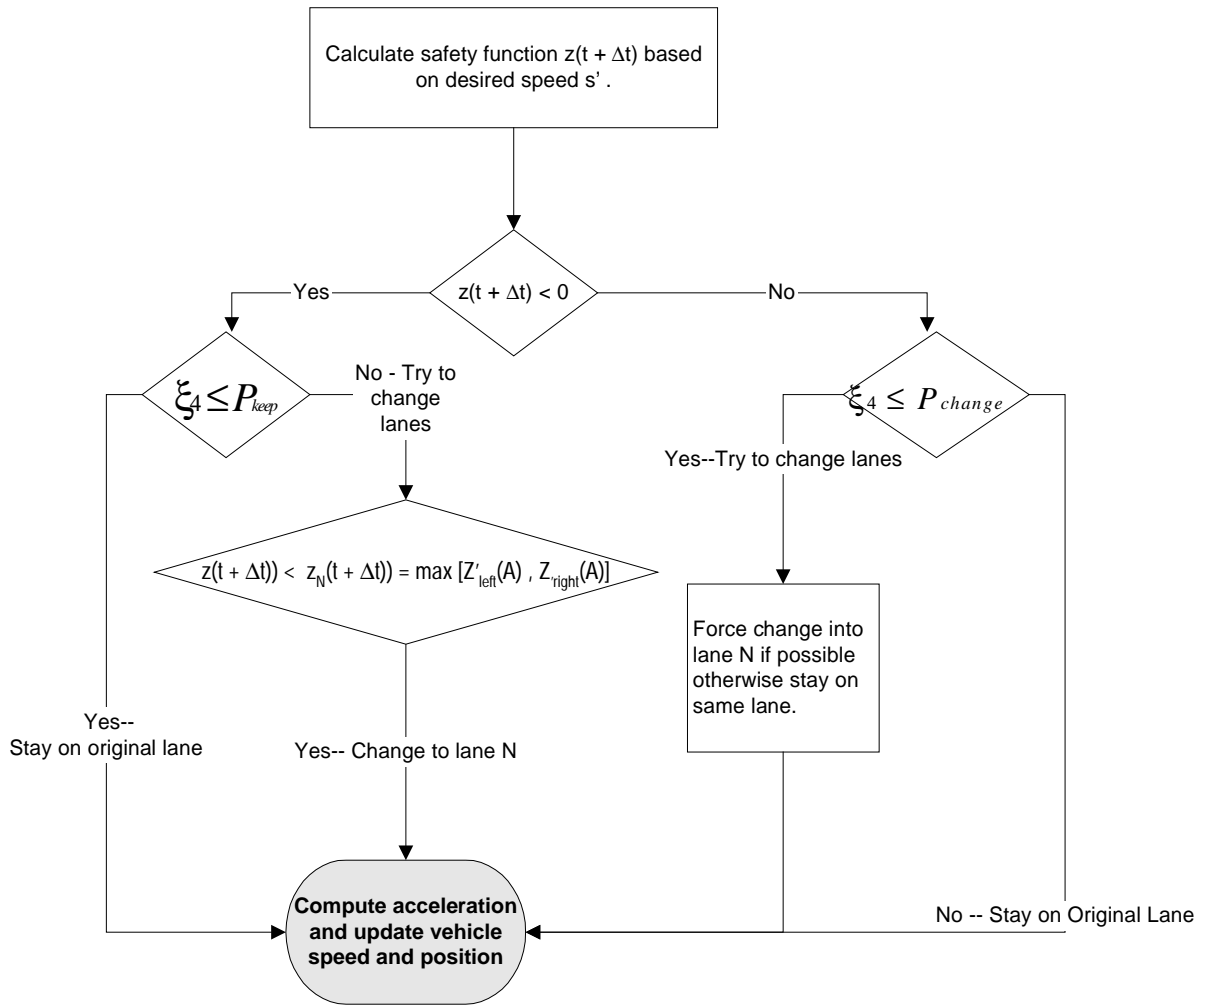 Calculate safety function z(t + Δt) based
on desired speed s' .
Yes
z(t + Δt) < 0
No
ξ4 ≤ Pkeep
No - Try to
change
lanes
ξ4 ≤ Pchange
Yes--Try to change lanes
z(t + Δt)) < zN(t + Δt)) = max [Z'left(A) , Z'right(A)]
Force change into
lane N if possible
otherwise stay on
same lane.
Yes--
Stay on original lane
Yes-- Change to lane N
Compute acceleration
and update vehicle
speed and position
No -- Stay on Original Lane